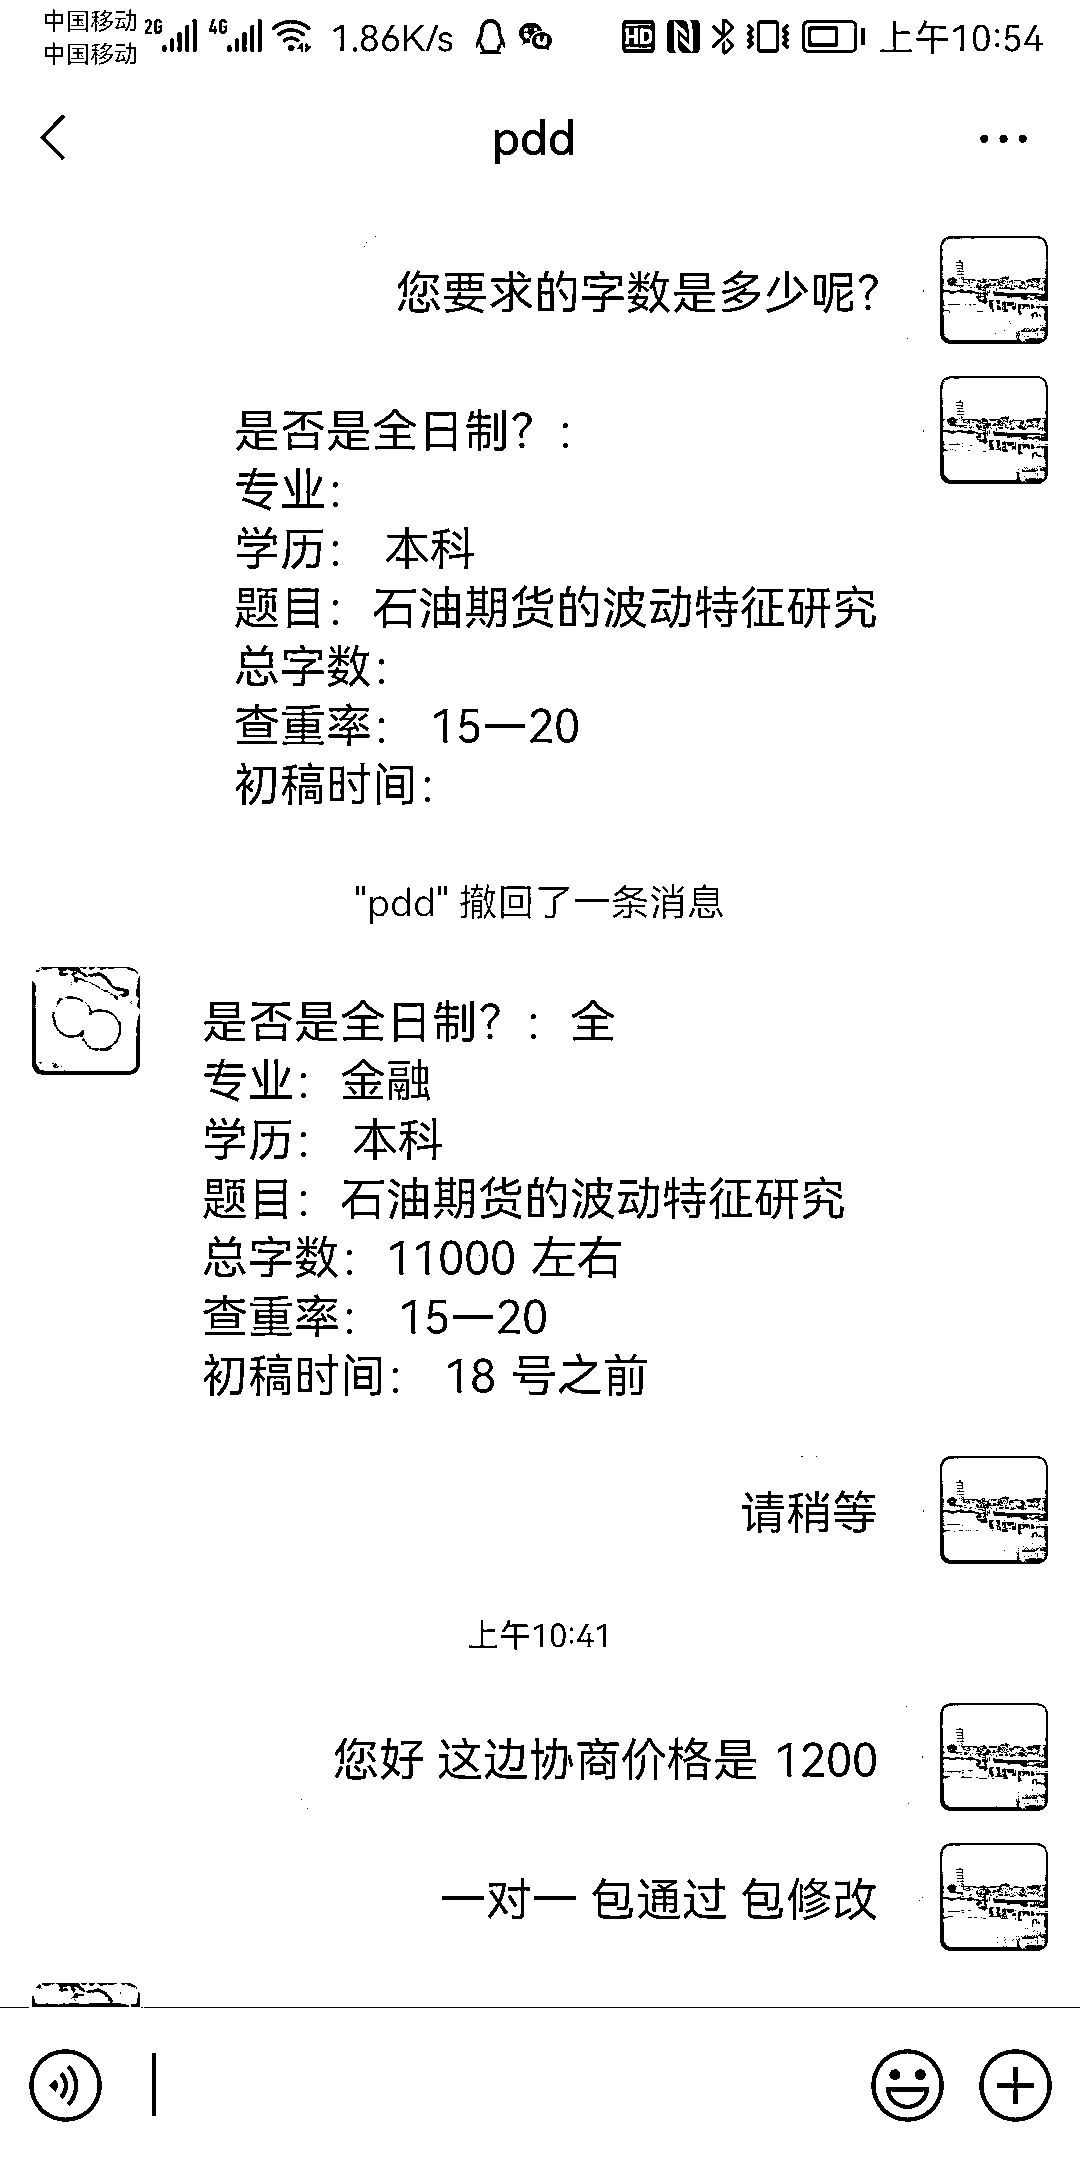 中国移动 2G 4G 1.86K/s HD 上午10:54
中国移动
pdd
您要求的字数是多少呢?
是否是全日制? :
专业:
学历: 本科
题目: 石油期货的波动特征研究
总字数:
查重率: 15—20
初稿时间:
"pdd" 撤回了一条消息
是否是全日制? : 全
专业: 金融
学历: 本科
题目: 石油期货的波动特征研究
总字数: 11000 左右
查重率: 15—20
初稿时间: 18 号之前
请稍等
上午10:41
您好 这边协商价格是 1200
一对一 包通过 包修改